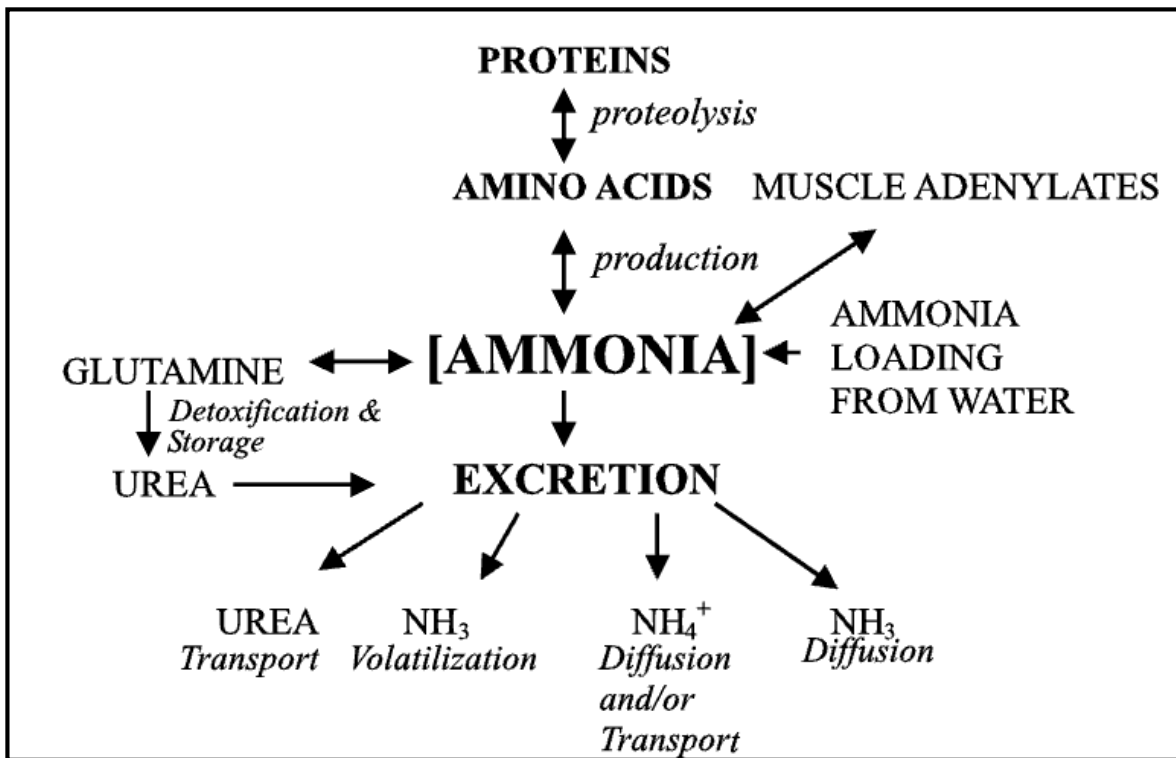 PROTEINS
proteolysis
AMINO ACIDS
MUSCLE ADENYLATES
production
AMMONIA
LOADING
FROM WATER
[AMMONIA]
GLUTAMINE
Detoxification &
Storage
UREA
EXCRETION
UREA
Transport
NH₃
Volatilization
NH₄⁺
Diffusion
and/or
Transport
NH₃
Diffusion